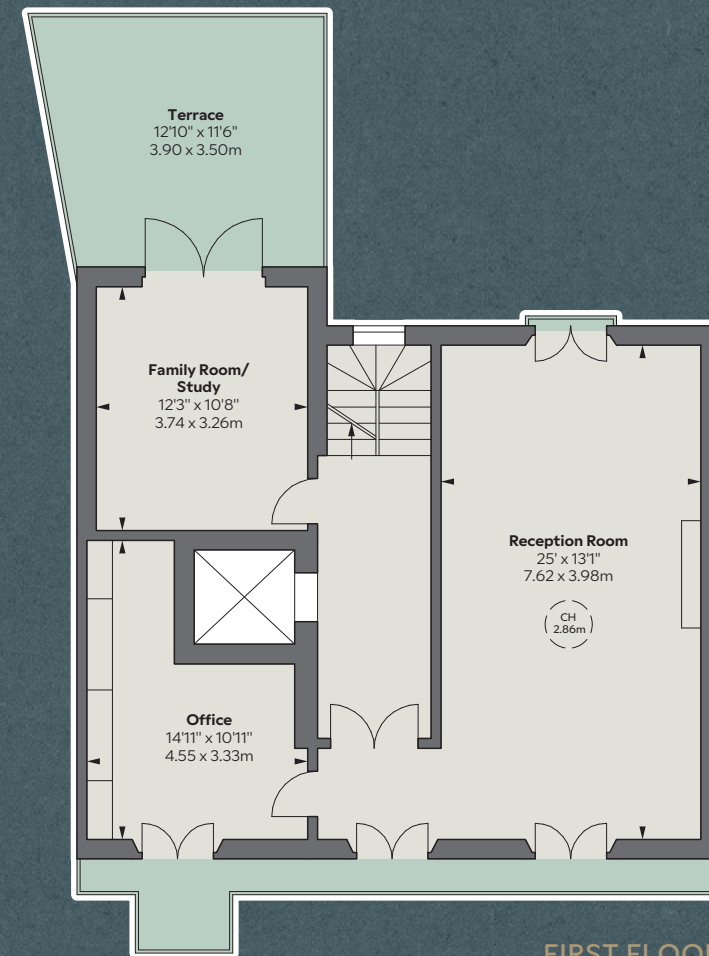 Terrace
12'10" x 11'6"
3.90 x 3.50m
Family Room/
Study
12'3" x 10'8"
3.74 x 3.26m
Reception Room
25' x 13'1"
7.62 x 3.98m
CH
2.86m
Office
14'11" x 10'11"
4.55 x 3.33m
FIRST FLOO